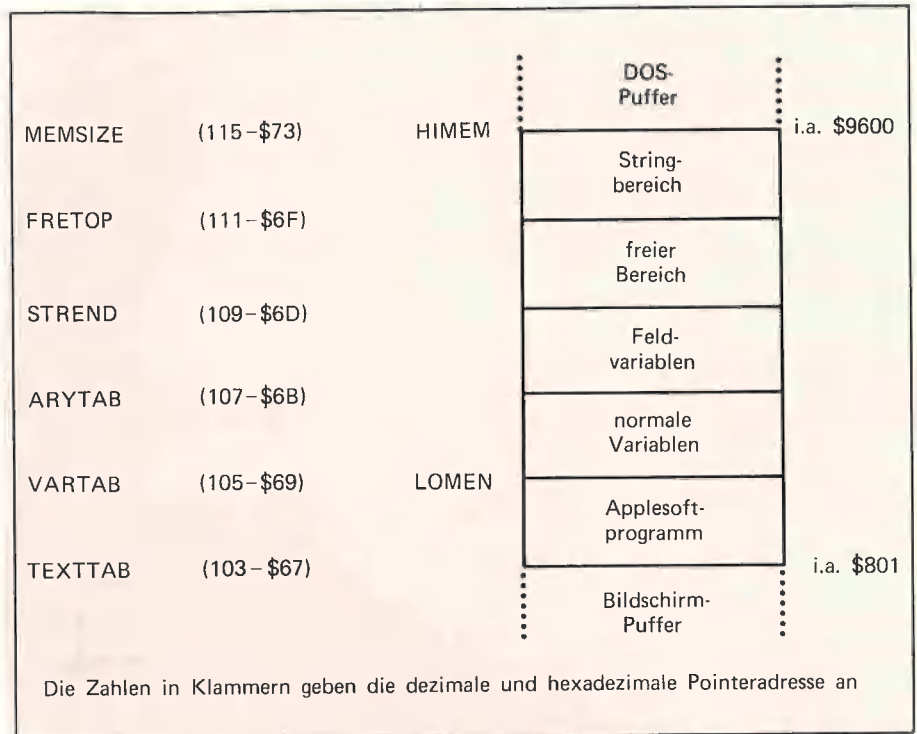 DOS-
Puffer
MEMSIZE (115–$73) HIMEM i.a. $9600
String-
bereich
FRETOP (111–$6F)
freier
Bereich
STREND (109–$6D)
Feld-
variablen
ARYTAB (107–$6B)
normale
Variablen
VARTAB (105–$69) LOMEN
Applesoft-
programm
TEXTTAB (103–$67) i.a. $801
Bildschirm-
Puffer
Die Zahlen in Klammern geben die dezimale und hexadezimale Pointeradresse an